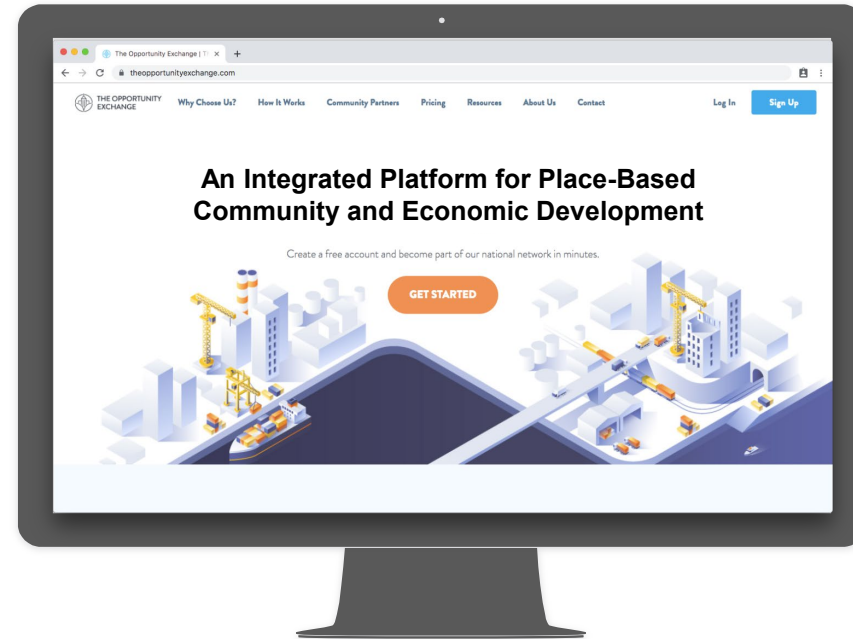 The Opportunity Exchange | Th
theopportunityexchange.com
THE OPPORTUNITY
EXCHANGE
Why Choose Us?
How It Works
Community Partners
Pricing
Resources
About Us
Contact
Log In
Sign Up
An Integrated Platform for Place-Based
Community and Economic Development
Create a free account and become part of our national network in minutes.
GET STARTED